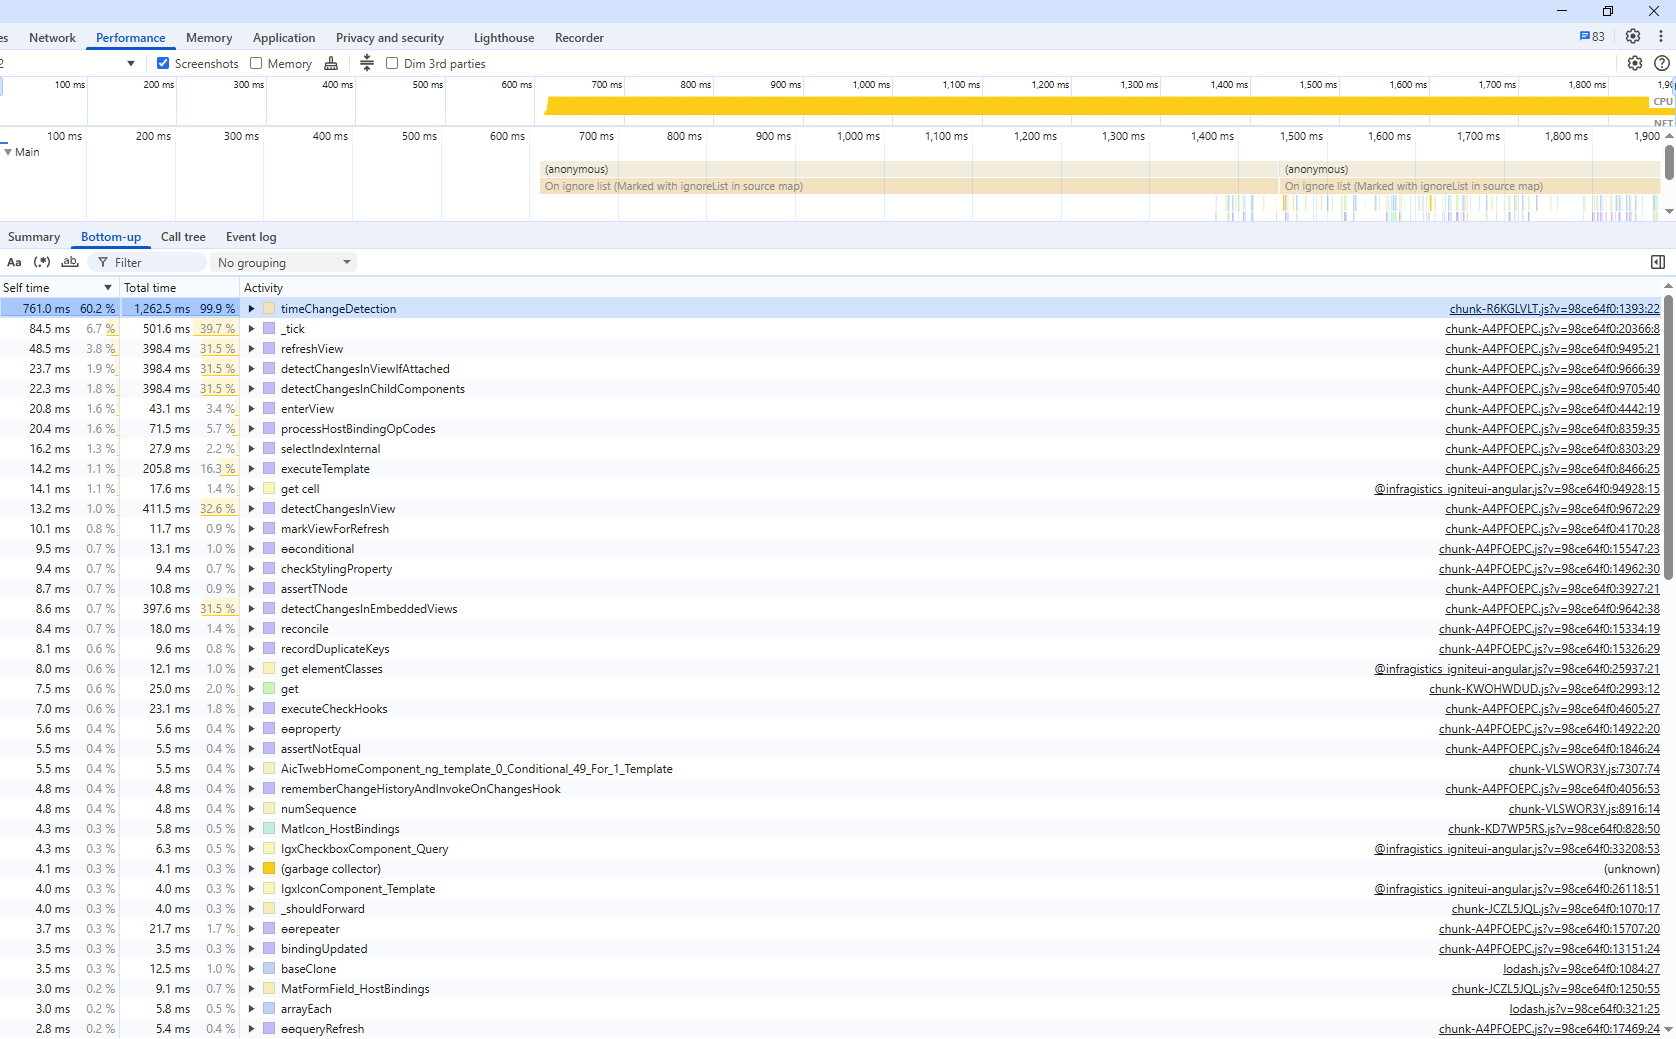 es Network Performance Memory Application Privacy and security Lighthouse Recorder 83
2 Screenshots Memory Dim 3rd parties
100 ms 200 ms 300 ms 400 ms 500 ms 600 ms 700 ms 800 ms 900 ms 1,000 ms 1,100 ms 1,200 ms 1,300 ms 1,400 ms 1,500 ms 1,600 ms 1,700 ms 1,800 ms 1,90
CPU
NET
100 ms 200 ms 300 ms 400 ms 500 ms 600 ms 700 ms 800 ms 900 ms 1,000 ms 1,100 ms 1,200 ms 1,300 ms 1,400 ms 1,500 ms 1,600 ms 1,700 ms 1,800 ms 1,900
Main
(anonymous) (anonymous)
On ignore list (Marked with ignoreList in source map) On ignore list (Marked with ignoreList in source map)
Summary Bottom-up Call tree Event log
Aa (.*) ab Filter No grouping
Self time Total time Activity
761.0 ms 60.2 % 1,262.5 ms 99.9 % timeChangeDetection chunk-R6KGLVLT.js?v=98ce64f0:1393:22
84.5 ms 6.7 % 501.6 ms 39.7 % _tick chunk-A4PFOEPC.js?v=98ce64f0:20366:8
48.5 ms 3.8 % 398.4 ms 31.5 % refreshView chunk-A4PFOEPC.js?v=98ce64f0:9495:21
23.7 ms 1.9 % 398.4 ms 31.5 % detectChangesInViewIfAttached chunk-A4PFOEPC.js?v=98ce64f0:9666:39
22.3 ms 1.8 % 398.4 ms 31.5 % detectChangesInChildComponents chunk-A4PFOEPC.js?v=98ce64f0:9705:40
20.8 ms 1.6 % 43.1 ms 3.4 % enterView chunk-A4PFOEPC.js?v=98ce64f0:4442:19
20.4 ms 1.6 % 71.5 ms 5.7 % processHostBindingOpCodes chunk-A4PFOEPC.js?v=98ce64f0:8359:35
16.2 ms 1.3 % 27.9 ms 2.2 % selectIndexInternal chunk-A4PFOEPC.js?v=98ce64f0:8303:29
14.2 ms 1.1 % 205.8 ms 16.3 % executeTemplate chunk-A4PFOEPC.js?v=98ce64f0:8466:25
14.1 ms 1.1 % 17.6 ms 1.4 % get cell @infragistics_igniteui-angular.js?v=98ce64f0:94928:15
13.2 ms 1.0 % 411.5 ms 32.6 % detectChangesInView chunk-A4PFOEPC.js?v=98ce64f0:9672:29
10.1 ms 0.8 % 11.7 ms 0.9 % markViewForRefresh chunk-A4PFOEPC.js?v=98ce64f0:4170:28
9.5 ms 0.7 % 13.1 ms 1.0 % ɵɵconditional chunk-A4PFOEPC.js?v=98ce64f0:15547:23
9.4 ms 0.7 % 9.4 ms 0.7 % checkStylingProperty chunk-A4PFOEPC.js?v=98ce64f0:14962:30
8.7 ms 0.7 % 10.8 ms 0.9 % assertTNode chunk-A4PFOEPC.js?v=98ce64f0:3927:21
8.6 ms 0.7 % 397.6 ms 31.5 % detectChangesInEmbeddedViews chunk-A4PFOEPC.js?v=98ce64f0:9642:38
8.4 ms 0.7 % 18.0 ms 1.4 % reconcile chunk-A4PFOEPC.js?v=98ce64f0:15334:19
8.1 ms 0.6 % 9.6 ms 0.8 % recordDuplicateKeys chunk-A4PFOEPC.js?v=98ce64f0:15326:29
8.0 ms 0.6 % 12.1 ms 1.0 % get elementClasses @infragistics_igniteui-angular.js?v=98ce64f0:25937:21
7.5 ms 0.6 % 25.0 ms 2.0 % get chunk-KWOHWDUD.js?v=98ce64f0:2993:12
7.0 ms 0.6 % 23.1 ms 1.8 % executeCheckHooks chunk-A4PFOEPC.js?v=98ce64f0:4605:27
5.6 ms 0.4 % 5.6 ms 0.4 % ɵɵproperty chunk-A4PFOEPC.js?v=98ce64f0:14922:20
5.5 ms 0.4 % 5.5 ms 0.4 % assertNotEqual chunk-A4PFOEPC.js?v=98ce64f0:1846:24
5.5 ms 0.4 % 5.5 ms 0.4 % AicTwebHomeComponent_ng_template_0_Conditional_49_For_1_Template chunk-VLSWOR3Y.js:7307:74
4.8 ms 0.4 % 4.8 ms 0.4 % rememberChangeHistoryAndInvokeOnChangesHook chunk-A4PFOEPC.js?v=98ce64f0:4056:53
4.8 ms 0.4 % 4.8 ms 0.4 % numSequence chunk-VLSWOR3Y.js:8916:14
4.3 ms 0.3 % 5.8 ms 0.5 % MatIcon_HostBindings chunk-KD7WP5RS.js?v=98ce64f0:828:50
4.3 ms 0.3 % 6.3 ms 0.5 % IgxCheckboxComponent_Query @infragistics_igniteui-angular.js?v=98ce64f0:33208:53
4.1 ms 0.3 % 4.1 ms 0.3 % (garbage collector) (unknown)
4.0 ms 0.3 % 4.0 ms 0.3 % IgxIconComponent_Template @infragistics_igniteui-angular.js?v=98ce64f0:26118:51
4.0 ms 0.3 % 4.0 ms 0.3 % _shouldForward chunk-JCZL5JQL.js?v=98ce64f0:1070:17
3.7 ms 0.3 % 21.7 ms 1.7 % ɵɵrepeater chunk-A4PFOEPC.js?v=98ce64f0:15707:20
3.5 ms 0.3 % 3.5 ms 0.3 % bindingUpdated chunk-A4PFOEPC.js?v=98ce64f0:13151:24
3.5 ms 0.3 % 12.5 ms 1.0 % baseClone lodash.js?v=98ce64f0:1084:27
3.0 ms 0.2 % 9.1 ms 0.7 % MatFormField_HostBindings chunk-JCZL5JQL.js?v=98ce64f0:1250:55
3.0 ms 0.2 % 5.8 ms 0.5 % arrayEach lodash.js?v=98ce64f0:321:25
2.8 ms 0.2 % 5.4 ms 0.4 % ɵɵqueryRefresh chunk-A4PFOEPC.js?v=98ce64f0:17469:24